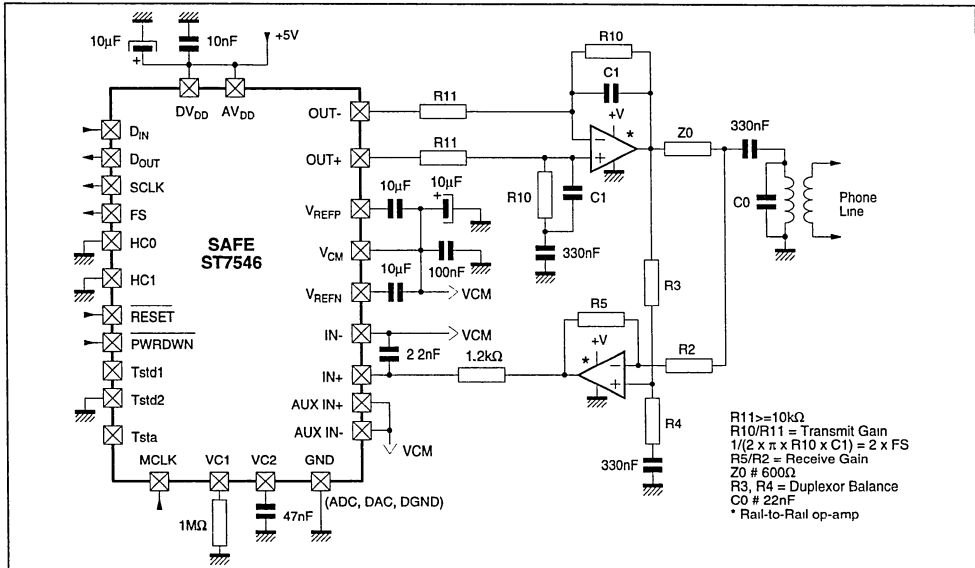 10µF
10nF
+5V
+
DVDD
AVDD
R10
C1
+V
*
−
+
OUT-
R11
OUT+
R11
Z0
330nF
DIN
DOUT
SCLK
FS
HC0
HC1
RESET
PWRDWN
Tstd1
Tstd2
Tsta
SAFE
ST7546
R10
C1
330nF
C0
Phone
Line
VREFP
10µF
10µF
+
VCM
100nF
VREFN
10µF
VCM
IN-
VCM
2 2nF
IN+
1.2kΩ
AUX IN+
AUX IN-
VCM
R5
+V
*
−
+
R3
R2
R4
330nF
MCLK
VC1
VC2
GND
(ADC, DAC, DGND)
1MΩ
47nF
R11>=10kΩ
R10/R11 = Transmit Gain
1/(2 x π x R10 x C1) = 2 x FS
R5/R2 = Receive Gain
Z0 # 600Ω
R3, R4 = Duplexor Balance
C0 # 22nF
* Rail-to-Rail op-amp